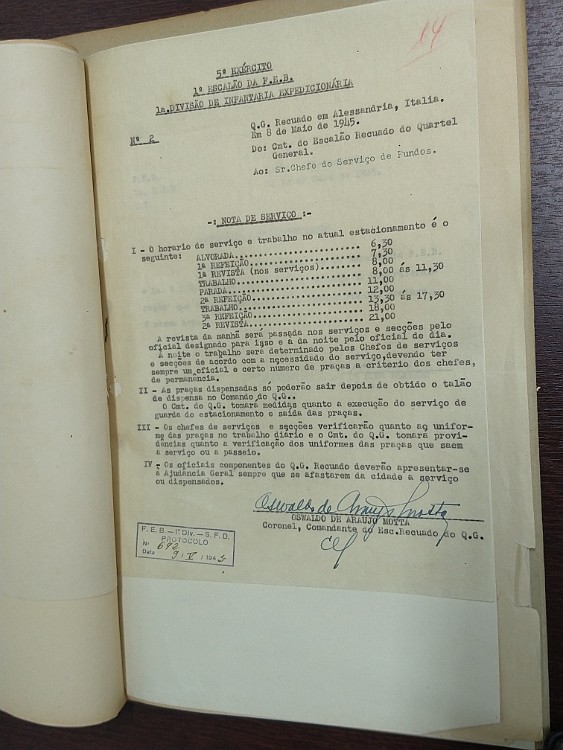 14
5º EXÉRCITO
1º ESCALÃO DA F.E.B.
1a.DIVISÃO DE INFANTARIA EXPEDICIONÁRIA
Nº 2
Q.G. Recuado em Alessandria, Italia.
Em 8 de Maio de 1945.
Do: Cmt. do Escalão Recuado do Quartel
General.
Ao: Sr.Chefe do Serviço de Fundos.
-: NOTA DE SERVIÇO :-
I - O horario de serviço e trabalho no atual estacionamento é o
seguinte: ALVORADA........................ 6,30
1ª REFEIÇÃO........................ 7,30
1ª REVISTA (nos serviços)........ 8,00
TRABALHO........................ 8,00 ás 11,30
PARADA........................ 11,00
2ª REFEIÇÃO........................ 12,00
TRABALHO........................ 13,30 ás 17,30
3ª REFEIÇÃO........................ 18,00
2ª REVISTA........................ 21,00
A revista da manhã será passada nos serviços e secções pelo
oficial designado para isso e a da noite pelo oficial de dia.
A noite o trabalho será determinado pelos Chefes de serviços
e secções de acordo com a necessidade do serviço,devendo ter
sempre um oficial e certo numero de praças a criterio dos chefes,
de permanencia.
II - As praças dispensadas só poderão sair depois de obtido o talão
de dispensa no Comando do Q.G..
O Cmt. do Q.G. tomará medidas quanto a execução do serviço de
guarda do estacionamento e saida das praças.
III - Os chefes de serviços e secções verificarão quanto ao unifor-
me das praças no trabalho diário e o Cmt. do Q.G. tomará provi-
dências quanto a verificação dos uniformes das praças que saem
a serviço ou a passeio.
IV - Os oficiais componentes do Q.G. Recuado deverão apresentar-se
a Ajudância Geral sempre que se afastarem da cidade a serviço
ou dispensados.
Oswaldo de Araujo Motta
OSWALDO DE ARAUJO MOTTA
Coronel, Comandante do Esc.Recuado do Q.G.
F. E. B. – 1ª Div. – S. F. D.
PROTOCOLO
Nº 692
Data 9 / V / 1945